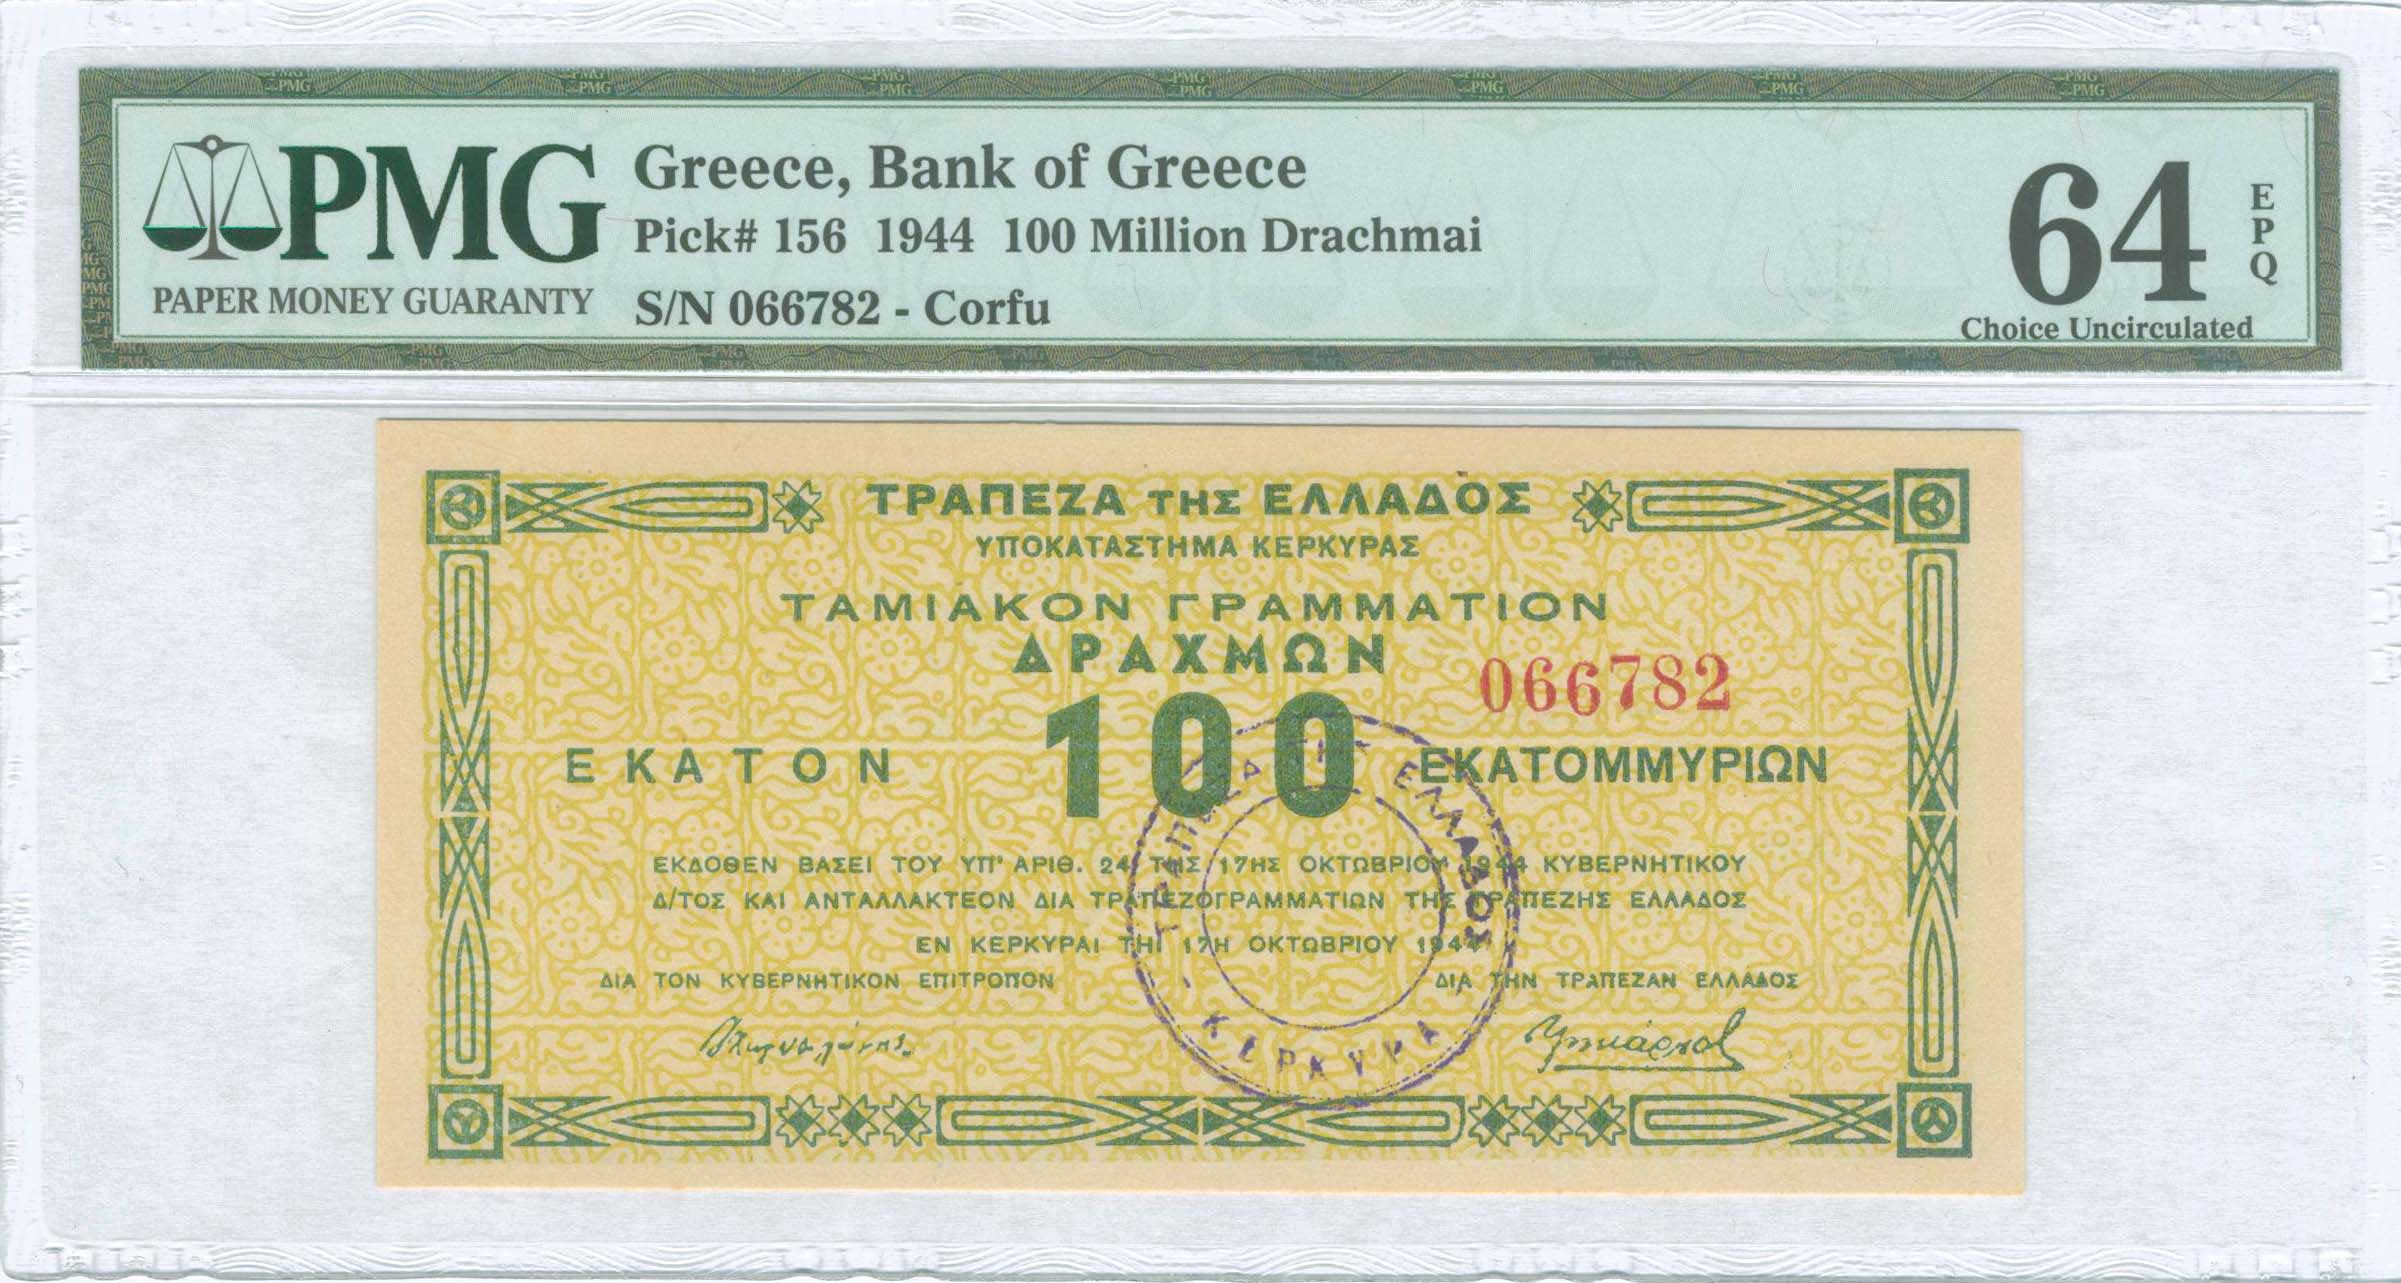 PMG
PAPER MONEY GUARANTY
Greece, Bank of Greece
Pick# 156 1944 100 Million Drachmai
S/N 066782 - Corfu
64 EPQ
Choice Uncirculated
ΤΡΑΠΕΖΑ ΤΗΣ ΕΛΛΑΔΟΣ
ΥΠΟΚΑΤΑΣΤΗΜΑ ΚΕΡΚΥΡΑΣ
ΤΑΜΙΑΚΟΝ ΓΡΑΜΜΑΤΙΟΝ
ΔΡΑΧΜΩΝ
066782
ΕΚΑΤΟΝ 100 ΕΚΑΤΟΜΜΥΡΙΩΝ
ΕΚΔΟΘΕΝ ΒΑΣΕΙ ΤΟΥ ΥΠ' ΑΡΙΘ. 24 ΤΗΣ 17ΗΣ ΟΚΤΩΒΡΙΟΥ 1944 ΚΥΒΕΡΝΗΤΙΚΟΥ
Δ/ΤΟΣ ΚΑΙ ΑΝΤΑΛΛΑΚΤΕΟΝ ΔΙΑ ΤΡΑΠΕΖΟΓΡΑΜΜΑΤΙΩΝ ΤΗΣ ΤΡΑΠΕΖΗΣ ΕΛΛΑΔΟΣ
ΕΝ ΚΕΡΚΥΡΑΙ ΤΗΙ 17Η ΟΚΤΩΒΡΙΟΥ 1944
ΔΙΑ ΤΟΝ ΚΥΒΕΡΝΗΤΙΚΟΝ ΕΠΙΤΡΟΠΟΝ ΔΙΑ ΤΗΝ ΤΡΑΠΕΖΑΝ ΕΛΛΑΔΟΣ
ΤΡΑΠΕΖΑ ΤΗΣ ΕΛΛΑΔΟΣ
- ΚΕΡΚΥΡΑ -